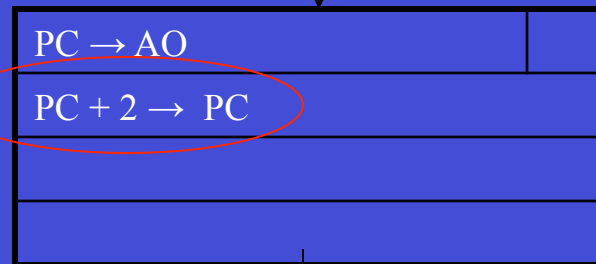 PC → AO
PC + 2 → PC